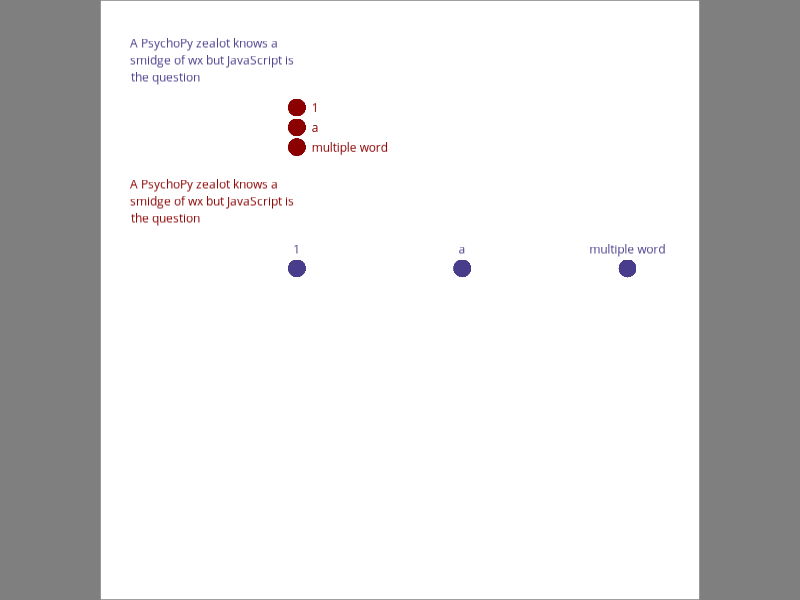 A PsychoPy zealot knows a
smidge of wx but JavaScript is
the question
1
a
multiple word
A PsychoPy zealot knows a
smidge of wx but JavaScript is
the question
1 a multiple word